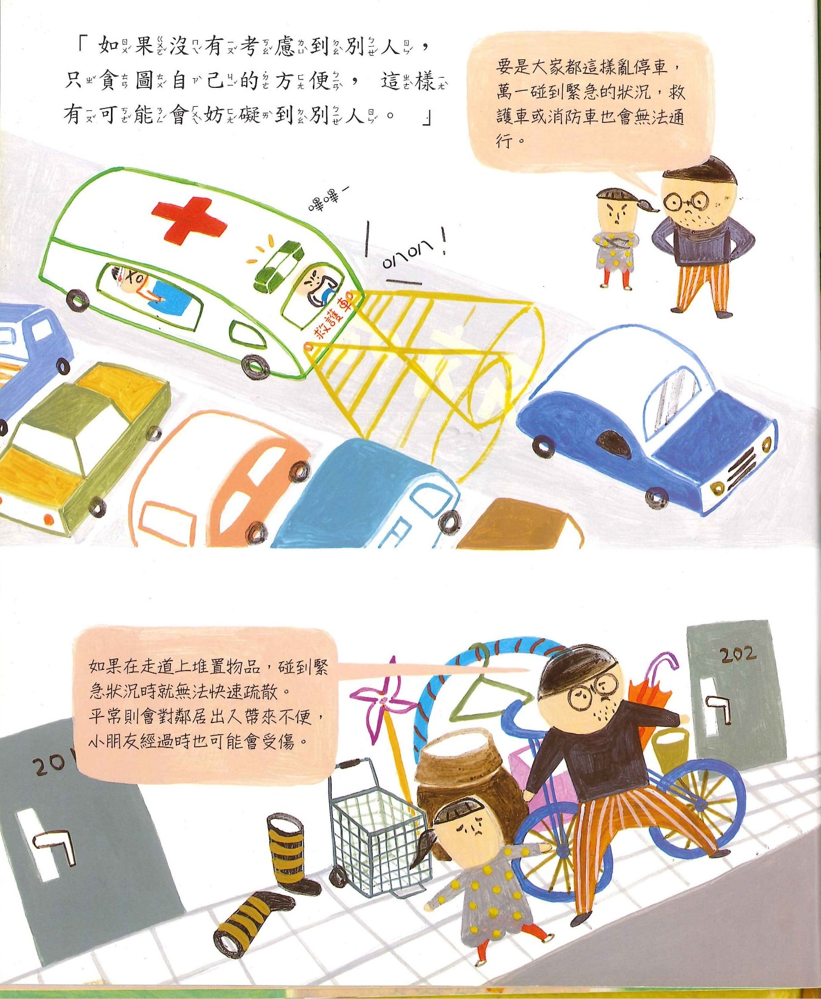 「如果沒有考慮到別人，
只貪圖自己的方便，這樣
有可能會妨礙到別人。」
要是大家都這樣亂停車，
萬一碰到緊急的狀況，救
護車或消防車也會無法通
行。
嗶嗶－
叭叭！
救護車
如果在走道上堆置物品，碰到緊
急狀況時就無法快速疏散。
平常則會對鄰居出入帶來不便，
小朋友經過時也可能會受傷。
201
202